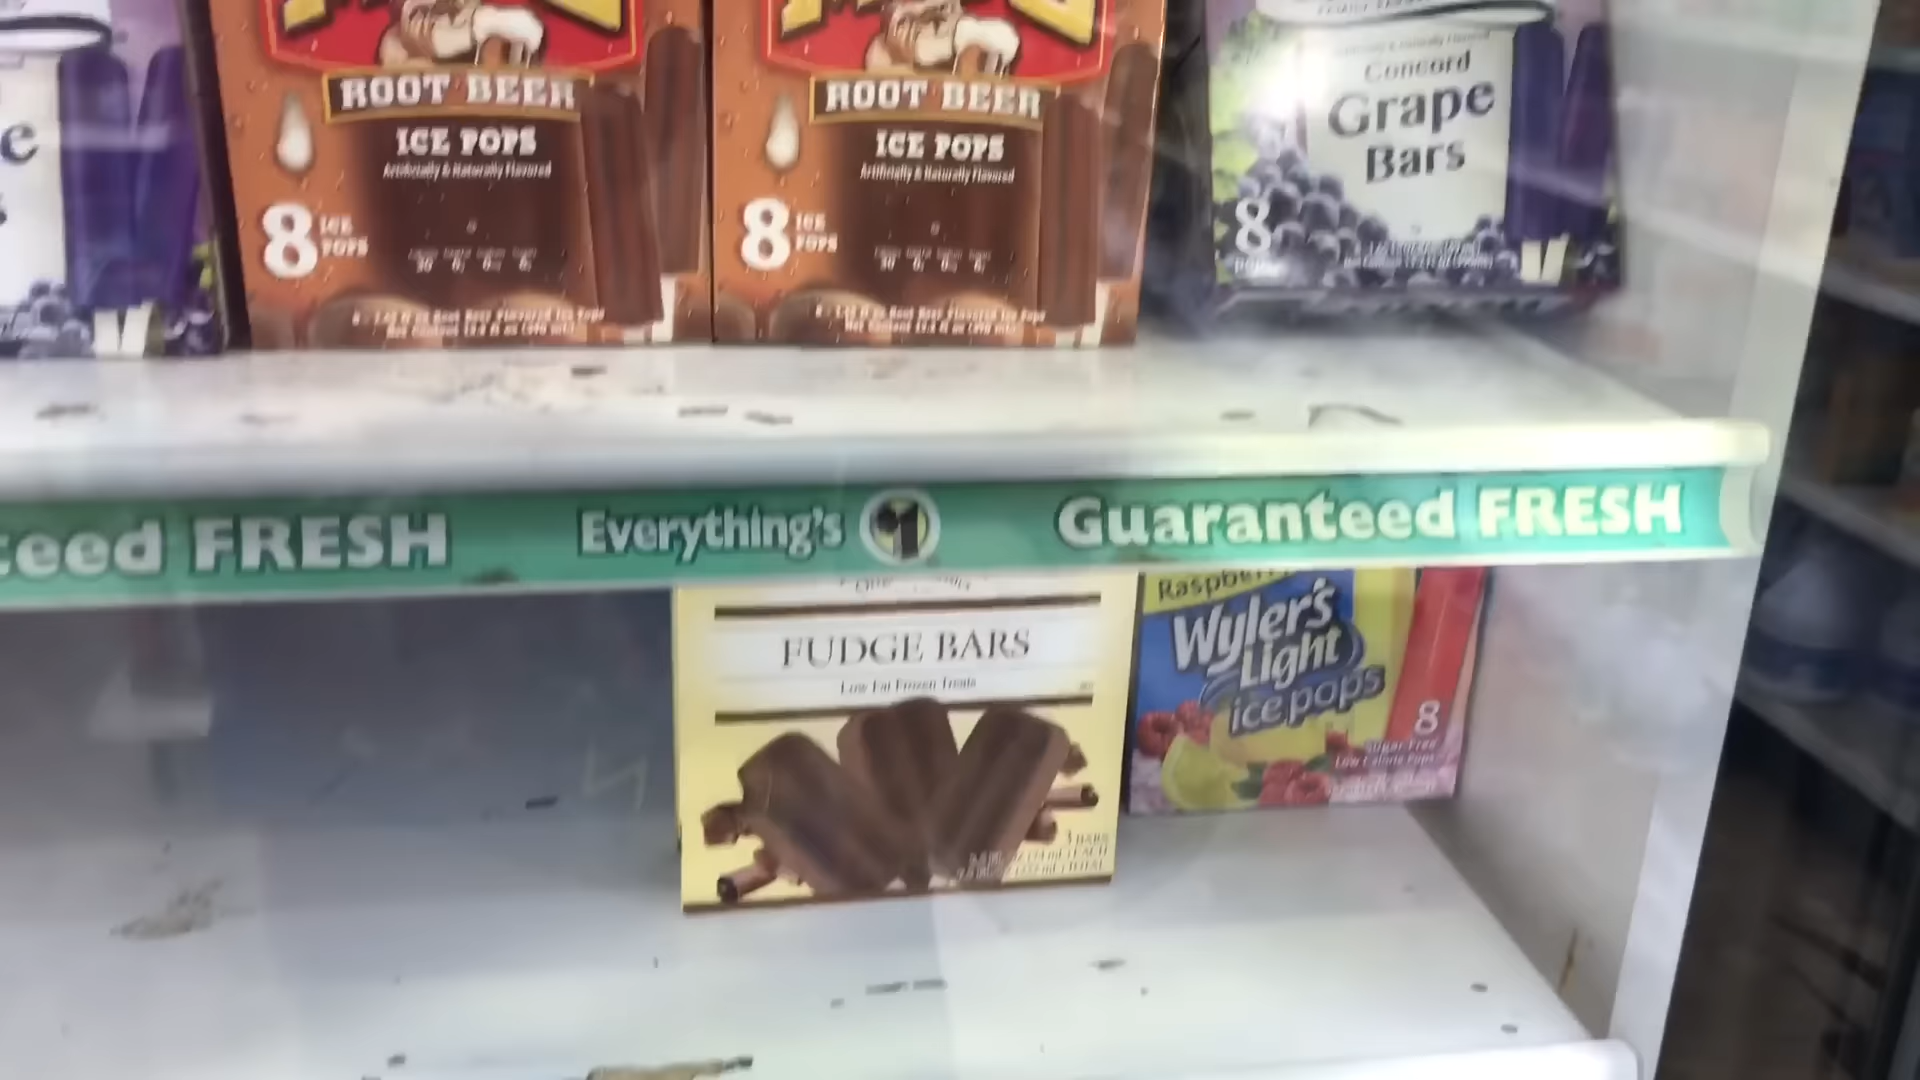 ROOT BEER
ICE POPS
Artificially & Naturally Flavored
8 ICE POPS
ROOT BEER
ICE POPS
Artificially & Naturally Flavored
8 ICE POPS
Concord
Grape
Bars
8
e
eed FRESH
Everything's 1
Guaranteed FRESH
FUDGE BARS
Low Fat Frozen Treats
3 BARS
Wyler's
Light
ice pops
8
Sugar Free
Low Calorie Pops